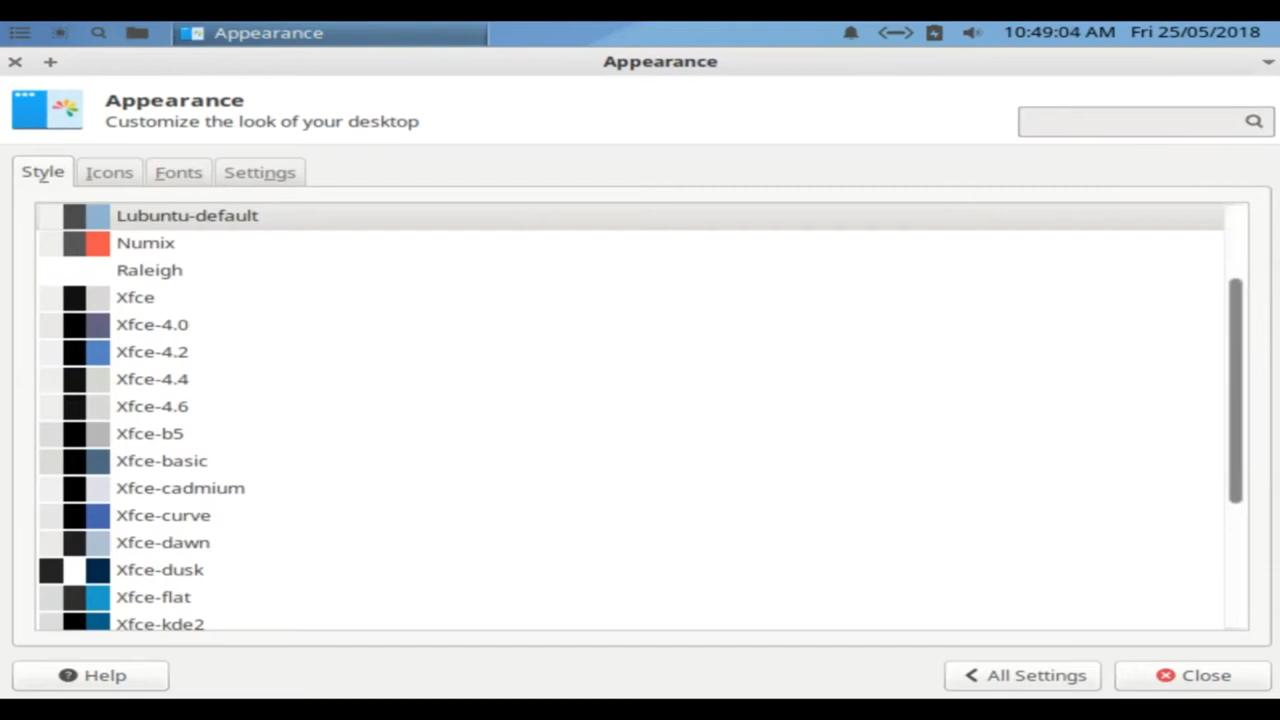 Appearance 10:49:04 AM Fri 25/05/2018
Appearance
Appearance
Customize the look of your desktop
Style Icons Fonts Settings
Lubuntu-default
Numix
Raleigh
Xfce
Xfce-4.0
Xfce-4.2
Xfce-4.4
Xfce-4.6
Xfce-b5
Xfce-basic
Xfce-cadmium
Xfce-curve
Xfce-dawn
Xfce-dusk
Xfce-flat
Xfce-kde2
Help All Settings Close